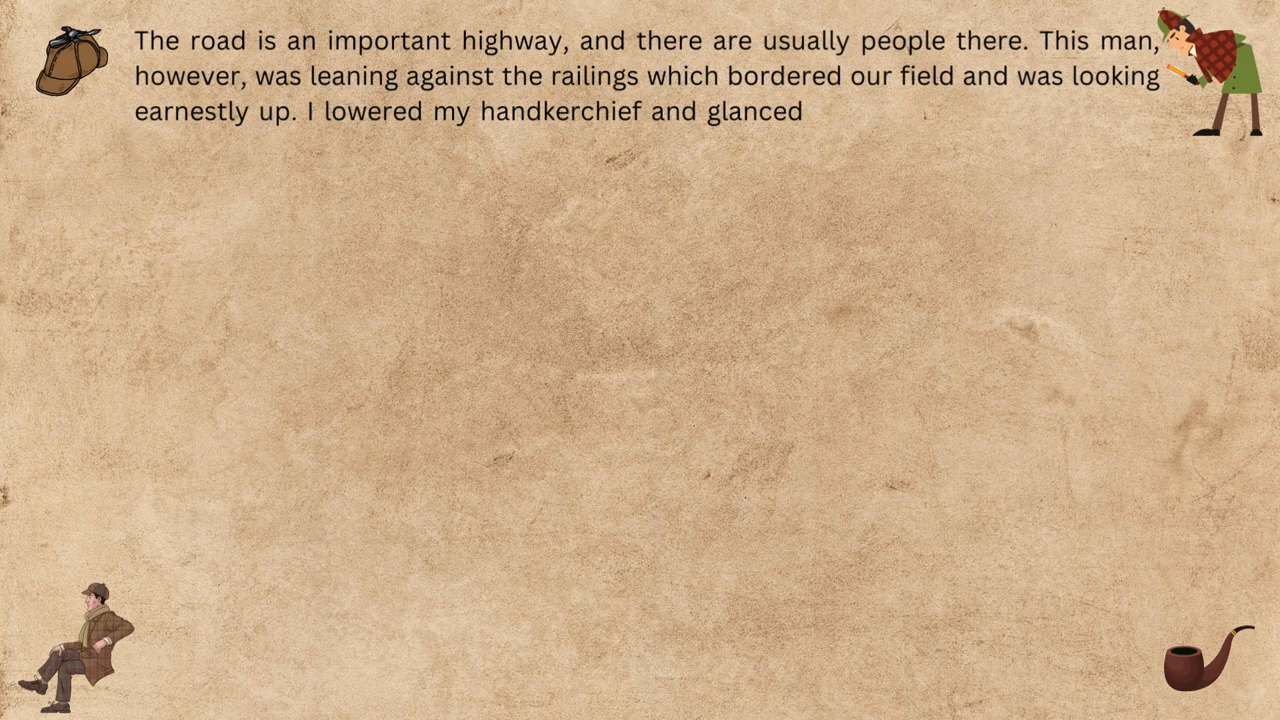 The road is an important highway, and there are usually people there. This man,
however, was leaning against the railings which bordered our field and was looking
earnestly up. I lowered my handkerchief and glanced